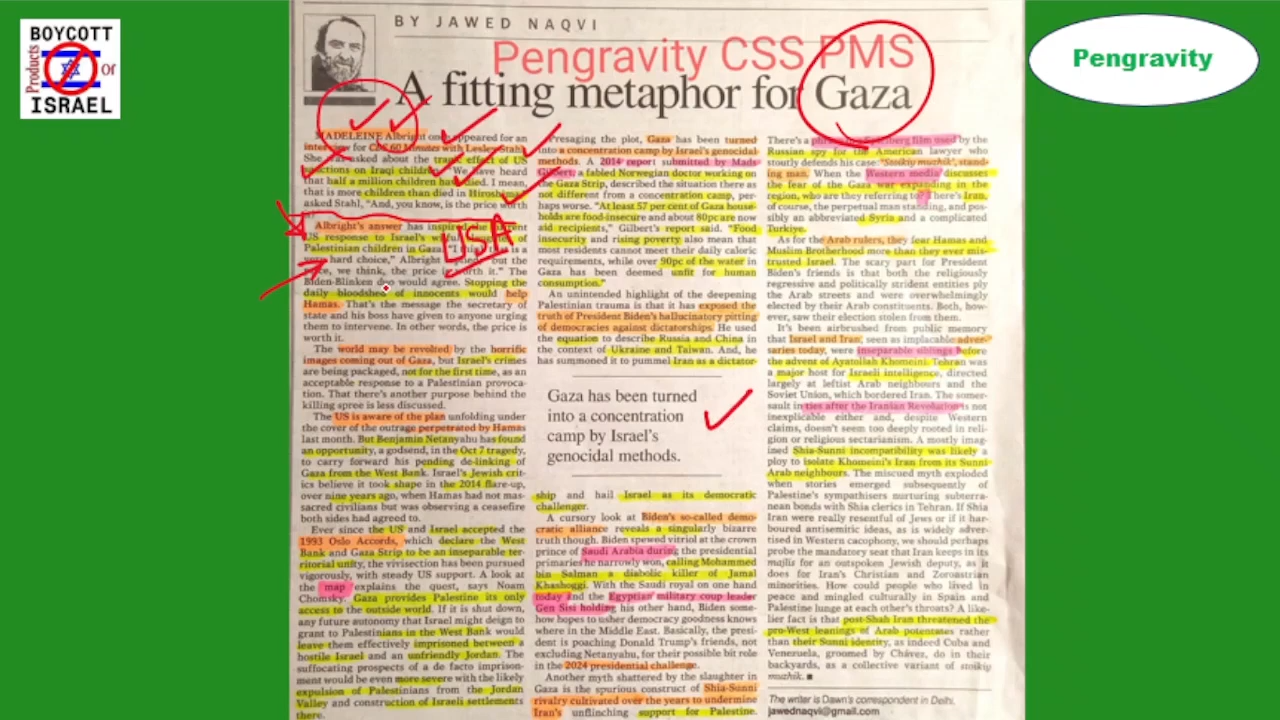 BOYCOTT
Products
or
ISRAEL
Pengravity
BY JAWED NAQVI
Pengravity CSS PMS
A fitting metaphor for Gaza
MADELEINE Albright once appeared for an
interview for CBS 60 Minutes with Lesley Stahl.
She was asked about the tragic effect of US
sanctions on Iraqi children. "We have heard
that half a million children have died. I mean,
that is more children than died in Hiroshima,"
asked Stahl, "And, you know, is the price worth
it?"
Albright's answer has inspired the current
US response to Israel's wilful of
Palestinian children in Gaza. "I think this is a
very hard choice," Albright replied, "but the
price, we think, the price is worth it." The
Biden-Blinken duo would agree. Stopping the
daily bloodshed of innocents would help
Hamas. That's the message the secretary of
state and his boss have given to anyone urging
them to intervene. In other words, the price is
worth it.
The world may be revolted by the horrific
images coming out of Gaza, but Israel's crimes
are being packaged, not for the first time, as an
acceptable response to a Palestinian provoca-
tion. That there's another purpose behind the
killing spree is less discussed.
The US is aware of the plan unfolding under
the cover of the outrage perpetrated by Hamas
last month. But Benjamin Netanyahu has found
an opportunity, a godsend, in the Oct 7 tragedy,
to carry forward his pending de-linking of
Gaza from the West Bank. Israel's Jewish crit-
ics believe it took shape in the 2014 flare-up,
over nine years ago, when Hamas had not mas-
sacred civilians but was observing a ceasefire
both sides had agreed to.
Ever since the US and Israel accepted the
1993 Oslo Accords, which declare the West
Bank and Gaza Strip to be an inseparable ter-
ritorial unity, the vivisection has been pursued
vigorously, with steady US support. A look at
the map explains the quest, says Noam
Chomsky. Gaza provides Palestine its only
access to the outside world. If it is shut down,
any future autonomy that Israel might deign to
grant to Palestinians in the West Bank would
leave them effectively imprisoned between a
hostile Israel and an unfriendly Jordan. The
suffocating prospects of a de facto imprison-
ment would be even more severe with the likely
expulsion of Palestinians from the Jordan
Valley and construction of Israeli settlements
there.
USA
Presaging the plot, Gaza has been turned
into a concentration camp by Israel's genocidal
methods. A 2014 report submitted by Mads
Gilbert, a fabled Norwegian doctor working on
the Gaza Strip, described the situation there as
not different from a concentration camp, per-
haps worse. "At least 57 per cent of Gaza house-
holds are food-insecure and about 80pc are now
aid recipients," Gilbert's report said. "Food
insecurity and rising poverty also mean that
most residents cannot meet their daily caloric
requirements, while over 90pc of the water in
Gaza has been deemed unfit for human
consumption."
An unintended highlight of the deepening
Palestinian trauma is that it has exposed the
truth of President Biden's hallucinatory pitting
of democracies against dictatorships. He used
the equation to describe Russia and China in
the context of Ukraine and Taiwan. And, he
has summoned it to pummel Iran as a dictator-
Gaza has been turned
into a concentration
camp by Israel's
genocidal methods.
ship and hail Israel as its democratic
challenger.
A cursory look at Biden's so-called demo-
cratic alliance reveals a singularly bizarre
truth though. Biden spewed vitriol at the crown
prince of Saudi Arabia during the presidential
primaries he narrowly won, calling Mohammed
bin Salman a diabolic killer of Jamal
Khashoggi. With the Saudi royal on one hand
today and the Egyptian military coup leader
Gen Sisi holding his other hand, Biden some-
how hopes to usher democracy goodness knows
where in the Middle East. Basically, the presi-
dent is poaching Donald Trump's friends, not
excluding Netanyahu, for their possible bit role
in the 2024 presidential challenge.
Another myth shattered by the slaughter in
Gaza is the spurious construct of Shia-Sunni
rivalry cultivated over the years to undermine
Iran's unflinching support for Palestine.
There's a phrase the Spielberg film used by the
Russian spy for the American lawyer who
stoutly defends his case: 'Stoikiy muzhik', stand-
ing man. When the Western media discusses
the fear of the Gaza war expanding in the
region, who are they referring to? There's Iran,
of course, the perpetual man standing, and pos-
sibly an abbreviated Syria and a complicated
Turkiye.
As for the Arab rulers, they fear Hamas and
Muslim Brotherhood more than they ever mis-
trusted Israel. The scary part for President
Biden's friends is that both the religiously
regressive and politically strident entities ply
the Arab streets and were overwhelmingly
elected by their Arab constituents. Both, how-
ever, saw their election stolen from them.
It's been airbrushed from public memory
that Israel and Iran, seen as implacable adver-
saries today, were inseparable siblings before
the advent of Ayatollah Khomeini. Tehran was
a major host for Israeli intelligence, directed
largely at leftist Arab neighbours and the
Soviet Union, which bordered Iran. The somer-
sault in ties after the Iranian Revolution is not
inexplicable either and, despite Western
claims, doesn't seem too deeply rooted in reli-
gion or religious sectarianism. A mostly imag-
ined Shia-Sunni incompatibility was likely a
ploy to isolate Khomeini's Iran from its Sunni
Arab neighbours. The miscued myth exploded
when stories emerged subsequently of
Palestine's sympathisers nurturing subterra-
nean bonds with Shia clerics in Tehran. If Shia
Iran were really resentful of Jews or if it har-
boured antisemitic ideas, as is widely adver-
tised in Western cacophony, we should perhaps
probe the mandatory seat that Iran keeps in its
majlis for an outspoken Jewish deputy, as it
does for Iran's Christian and Zoroastrian
minorities. How could people who lived in
peace and mingled culturally in Spain and
Palestine lunge at each other's throats? A like-
lier fact is that post-Shah Iran threatened the
pro-West leanings of Arab potentates rather
than their Sunni identity, as indeed Cuba and
Venezuela, groomed by Chávez, do in their
backyards, as a collective variant of stoikiy
muzhik.
The writer is Dawn's correspondent in Delhi.
jawednaqvi@gmail.com